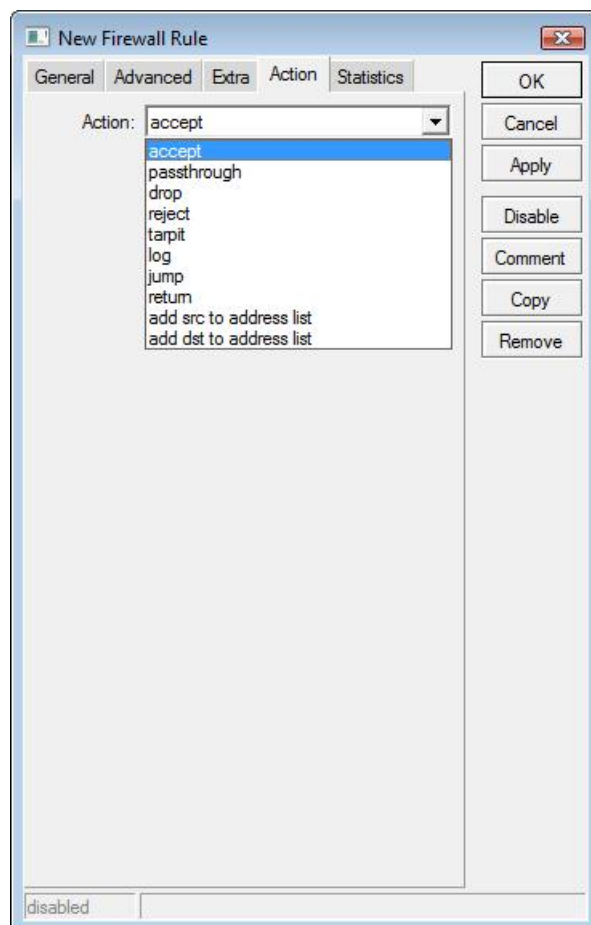 New Firewall Rule
General Advanced Extra Action Statistics
Action: accept
accept
passthrough
drop
reject
tarpit
log
jump
return
add src to address list
add dst to address list
OK
Cancel
Apply
Disable
Comment
Copy
Remove
disabled